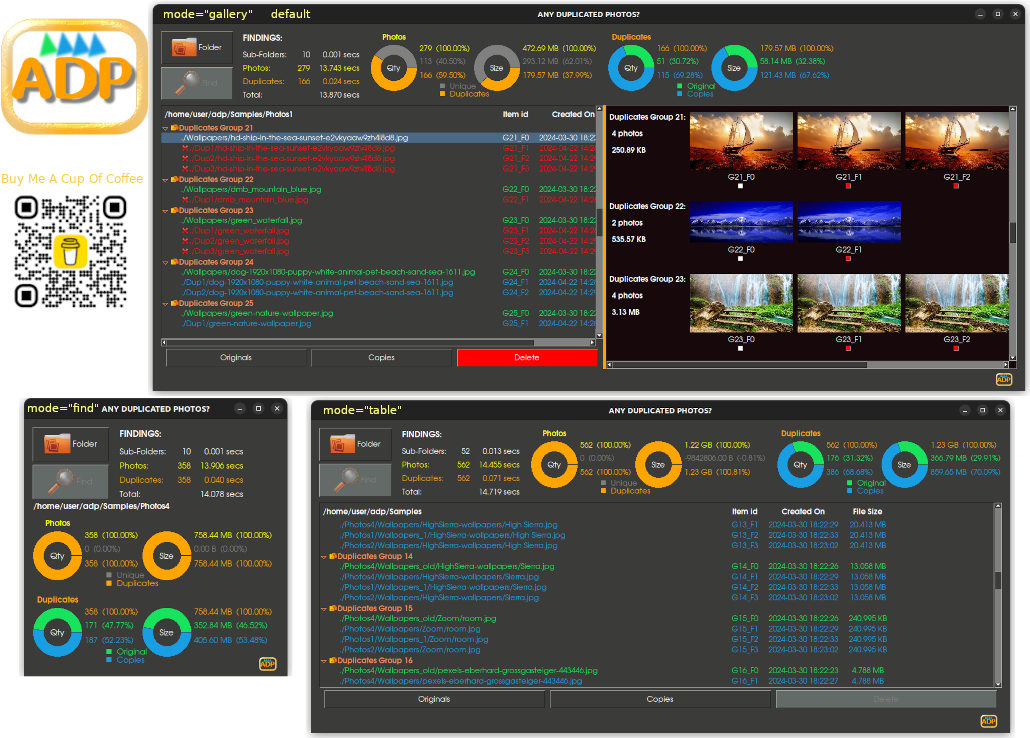 mode="gallery" default
ANY DUPLICATED PHOTOS?
ADP
Buy Me A Cup Of Coffee
Folder
Find
FINDINGS:
Sub-Folders: 10 0.001 secs
Photos: 279 13.743 secs
Duplicates: 166 0.024 secs
Total: 13.870 secs
Photos
Qty
279 (100.00%)
113 (40.50%)
166 (59.50%)
Size
472.69 MB (100.00%)
293.12 MB (62.01%)
179.57 MB (37.99%)
Unique
Duplicates
Duplicates
Qty
166 (100.00%)
51 (30.72%)
115 (69.28%)
Size
179.57 MB (100.00%)
58.14 MB (32.38%)
121.43 MB (67.62%)
Original
Copies
/home/user/adp/Samples/Photos1 Item id Created On
Duplicates Group 21
./Wallpapers/hd-ship-in-the-sea-sunset-e2vkyaaw9zh4l8d8.jpg G21_F0 2024-03-30 18:22
./Dup1/hd-ship-in-the-sea-sunset-e2vkyaaw9zh4l8d8.jpg G21_F1 2024-04-22 14:26
./Dup2/hd-ship-in-the-sea-sunset-e2vkyaaw9zh4l8d8.jpg G21_F2 2024-04-22 14:26
./Dup3/hd-ship-in-the-sea-sunset-e2vkyaaw9zh4l8d8.jpg G21_F3 2024-04-22 14:29
Duplicates Group 22
./Wallpapers/dmb_mountain_blue.jpg G22_F0 2024-03-30 18:22
./Dup1/dmb_mountain_blue.jpg G22_F1 2024-04-22 14:26
Duplicates Group 23
./Wallpapers/green_waterfall.jpg G23_F0 2024-03-30 18:22
./Dup1/green_waterfall.jpg G23_F1
./Dup2/green_waterfall.jpg G23_F2
./Dup3/green_waterfall.jpg G23_F3
Duplicates Group 24
./Wallpapers/dog-1920x1080-puppy-white-animal-pet-beach-sand-sea-1611.jpg G24_F0 2024-03-30 18:22
./Dup1/dog-1920x1080-puppy-white-animal-pet-beach-sand-sea-1611.jpg G24_F1 2024-04-22 14:26
./Dup2/dog-1920x1080-puppy-white-animal-pet-beach-sand-sea-1611.jpg G24_F2 2024-04-22 14:26
Duplicates Group 25
./Wallpapers/green-nature-wallpaper.jpg G25_F0 2024-03-30 18:22
./Dup1/green-nature-wallpaper.jpg G25_F1 2024-04-22 14:26
Originals
Copies
Delete
Duplicates Group 21:
4 photos
250.89 KB
G21_F0
G21_F1
G21_F2
Duplicates Group 22:
2 photos
535.57 KB
G22_F0
G22_F1
Duplicates Group 23:
4 photos
3.13 MB
G23_F0
G23_F1
G23_F2
ADP
mode="find" ANY DUPLICATED PHOTOS?
Folder
Find
FINDINGS:
Sub-Folders: 10 0.001 secs
Photos: 358 13.906 secs
Duplicates: 358 0.040 secs
Total: 14.078 secs
/home/user/adp/Samples/Photos4
Photos
Qty
358 (100.00%)
0 (0.00%)
358 (100.00%)
Size
758.44 MB (100.00%)
0.00 B (0.00%)
758.44 MB (100.00%)
Unique
Duplicates
Duplicates
Qty
358 (100.00%)
171 (47.77%)
187 (52.23%)
Size
758.44 MB (100.00%)
352.84 MB (46.52%)
405.60 MB (53.48%)
Original
Copies
ADP
mode="table"
ANY DUPLICATED PHOTOS?
Folder
Find
FINDINGS:
Sub-Folders: 52 0.013 secs
Photos: 562 14.455 secs
Duplicates: 562 0.071 secs
Total: 14.719 secs
Photos
Qty
562 (100.00%)
0 (0.00%)
562 (100.00%)
Size
1.22 GB (100.00%)
-9842806.00 B (-0.81%)
1.23 GB (100.81%)
Unique
Duplicates
Duplicates
Qty
562 (100.00%)
176 (31.32%)
386 (68.68%)
Size
1.23 GB (100.00%)
366.79 MB (29.91%)
859.65 MB (70.09%)
Original
Copies
/home/user/adp/Samples Item id Created On File Size
./Photos4/Wallpapers/HighSierra-wallpapers/High Sierra.jpg G13_F1 2024-03-30 18:22:29 20.413 MB
./Photos1/Wallpapers_1/HighSierra-wallpapers/High Sierra.jpg G13_F2 2024-03-30 18:22:33 20.413 MB
./Photos2/Wallpapers/HighSierra-wallpapers/High Sierra.jpg G13_F3 2024-03-30 18:23:02 20.413 MB
Duplicates Group 14
./Photos4/Wallpapers_old/HighSierra-wallpapers/Sierra.jpg G14_F0 2024-03-30 18:22:26 13.058 MB
./Photos4/Wallpapers/HighSierra-wallpapers/Sierra.jpg G14_F1 2024-03-30 18:22:29 13.058 MB
./Photos1/Wallpapers_1/HighSierra-wallpapers/Sierra.jpg G14_F2 2024-03-30 18:22:33 13.058 MB
./Photos2/Wallpapers/HighSierra-wallpapers/Sierra.jpg G14_F3 2024-03-30 18:23:02 13.058 MB
Duplicates Group 15
./Photos4/Wallpapers_old/Zoom/room.jpg G15_F0 2024-03-30 18:22:26 240.995 KB
./Photos4/Wallpapers/Zoom/room.jpg G15_F1 2024-03-30 18:22:29 240.995 KB
./Photos1/Wallpapers_1/Zoom/room.jpg G15_F2 2024-03-30 18:22:33 240.995 KB
./Photos2/Wallpapers/Zoom/room.jpg G15_F3 2024-03-30 18:23:02 240.995 KB
Duplicates Group 16
./Photos4/Wallpapers_old/pexels-eberhard-grossgasteiger-443446.jpg G16_F0 2024-03-30 18:22:23 4.788 MB
./Photos4/Wallpapers/pexels-eberhard-grossgasteiger-443446.jpg G16_F1 2024-03-30 18:22:27 4.788 MB
Originals
Copies
Delete
ADP